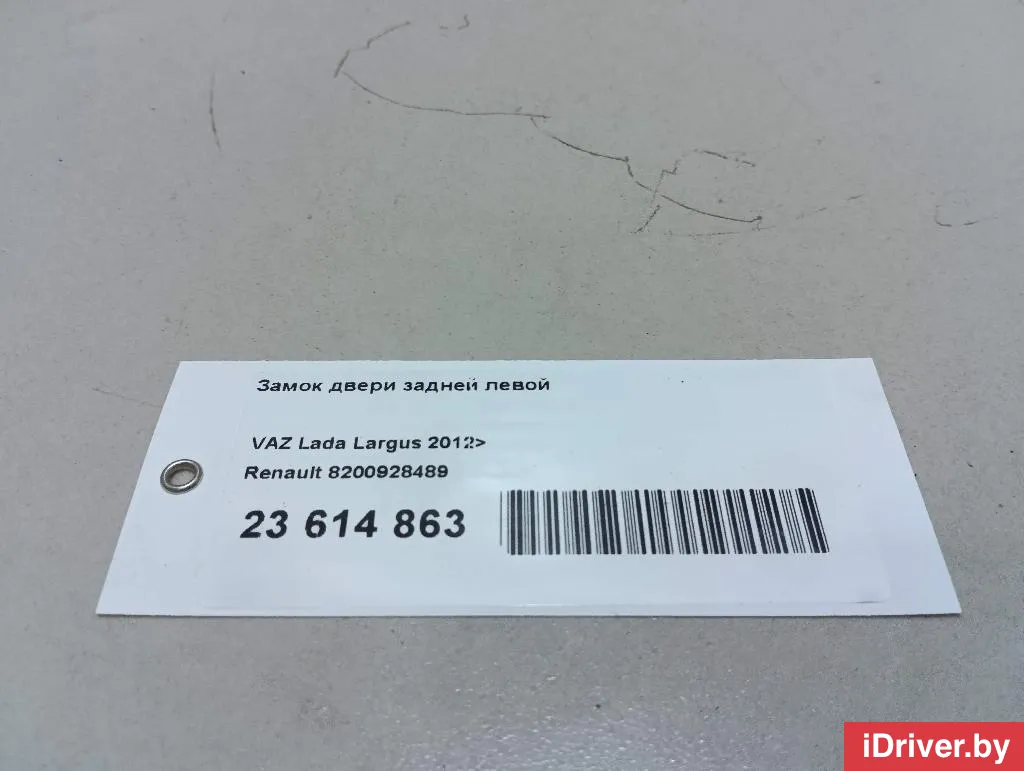 Замок двери задней левой
VAZ Lada Largus 2012>
Renault 8200928489
23 614 863
iDriver.by